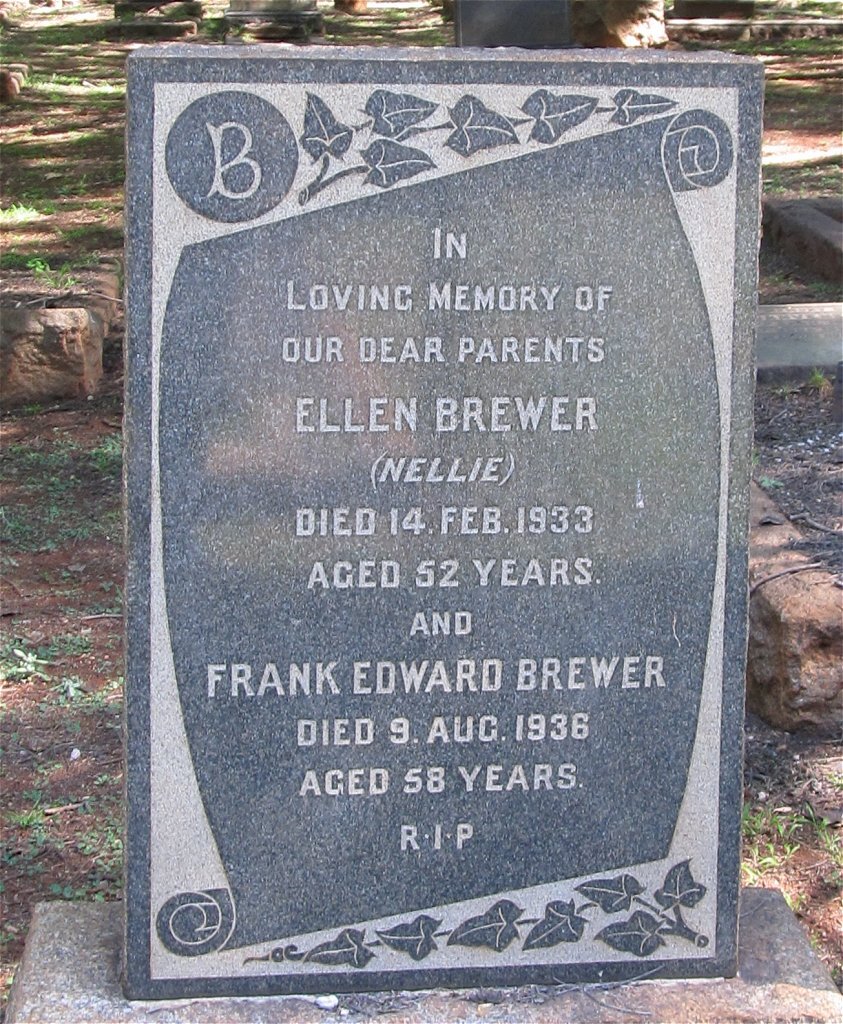 B
IN
LOVING MEMORY OF
OUR DEAR PARENTS
ELLEN BREWER
(NELLIE)
DIED 14. FEB. 1933
AGED 52 YEARS.
AND
FRANK EDWARD BREWER
DIED 9. AUG. 1936
AGED 58 YEARS.
R·I·P